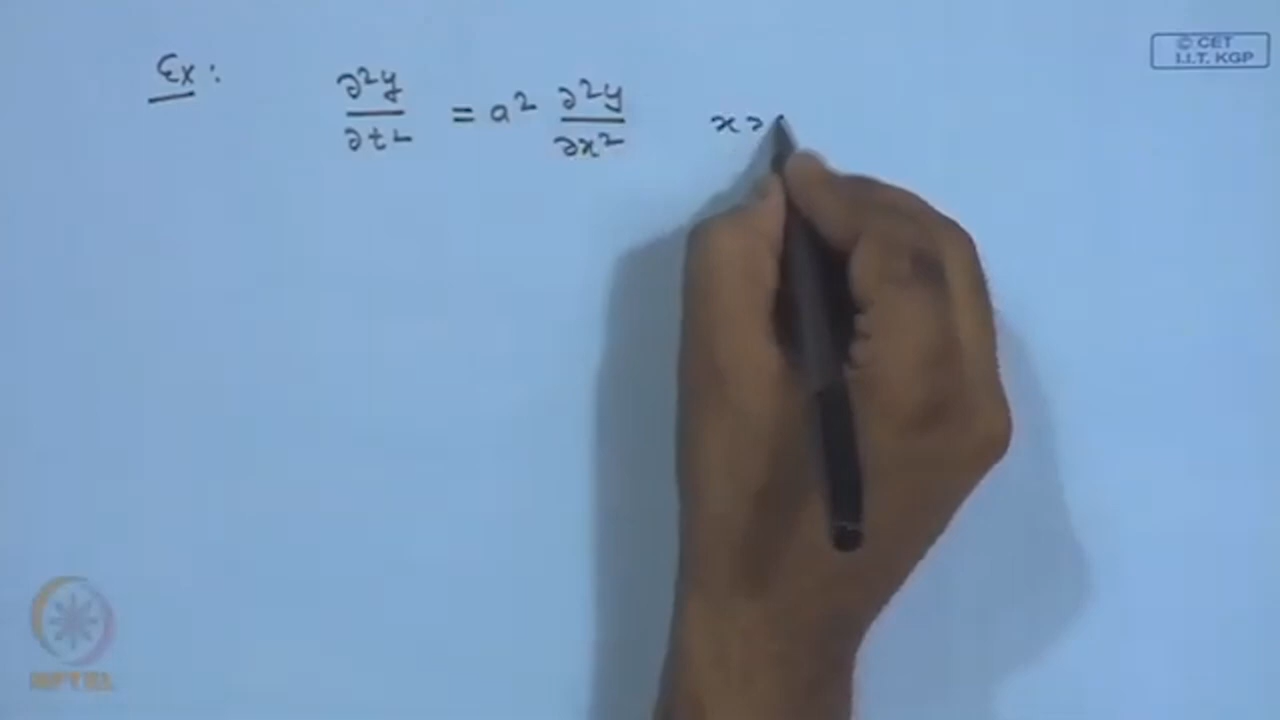 © CET
I.I.T. KGP
Ex:
∂²y/∂t² = a² ∂²y/∂x² x >
NPTEL